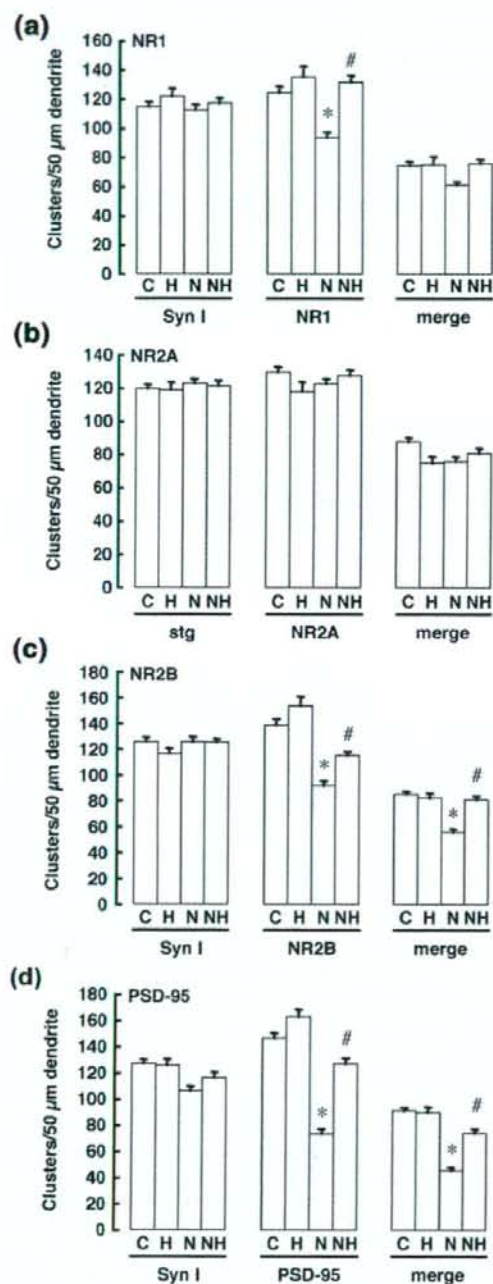 (a)
NR1
Clusters/50 µm dendrite
160
140
120
100
80
60
40
20
0
*
#
C H N NH C H N NH C H N NH
Syn I NR1 merge
(b)
NR2A
Clusters/50 µm dendrite
140
120
100
80
60
40
20
0
C H N NH C H N NH C H N NH
stg NR2A merge
(c)
NR2B
Clusters/50 µm dendrite
180
160
140
120
100
80
60
40
20
0
* # * #
C H N NH C H N NH C H N NH
Syn I NR2B merge
(d)
PSD-95
Clusters/50 µm dendrite
180
160
140
120
100
80
60
40
20
0
* # * #
C H N NH C H N NH C H N NH
Syn I PSD-95 merge